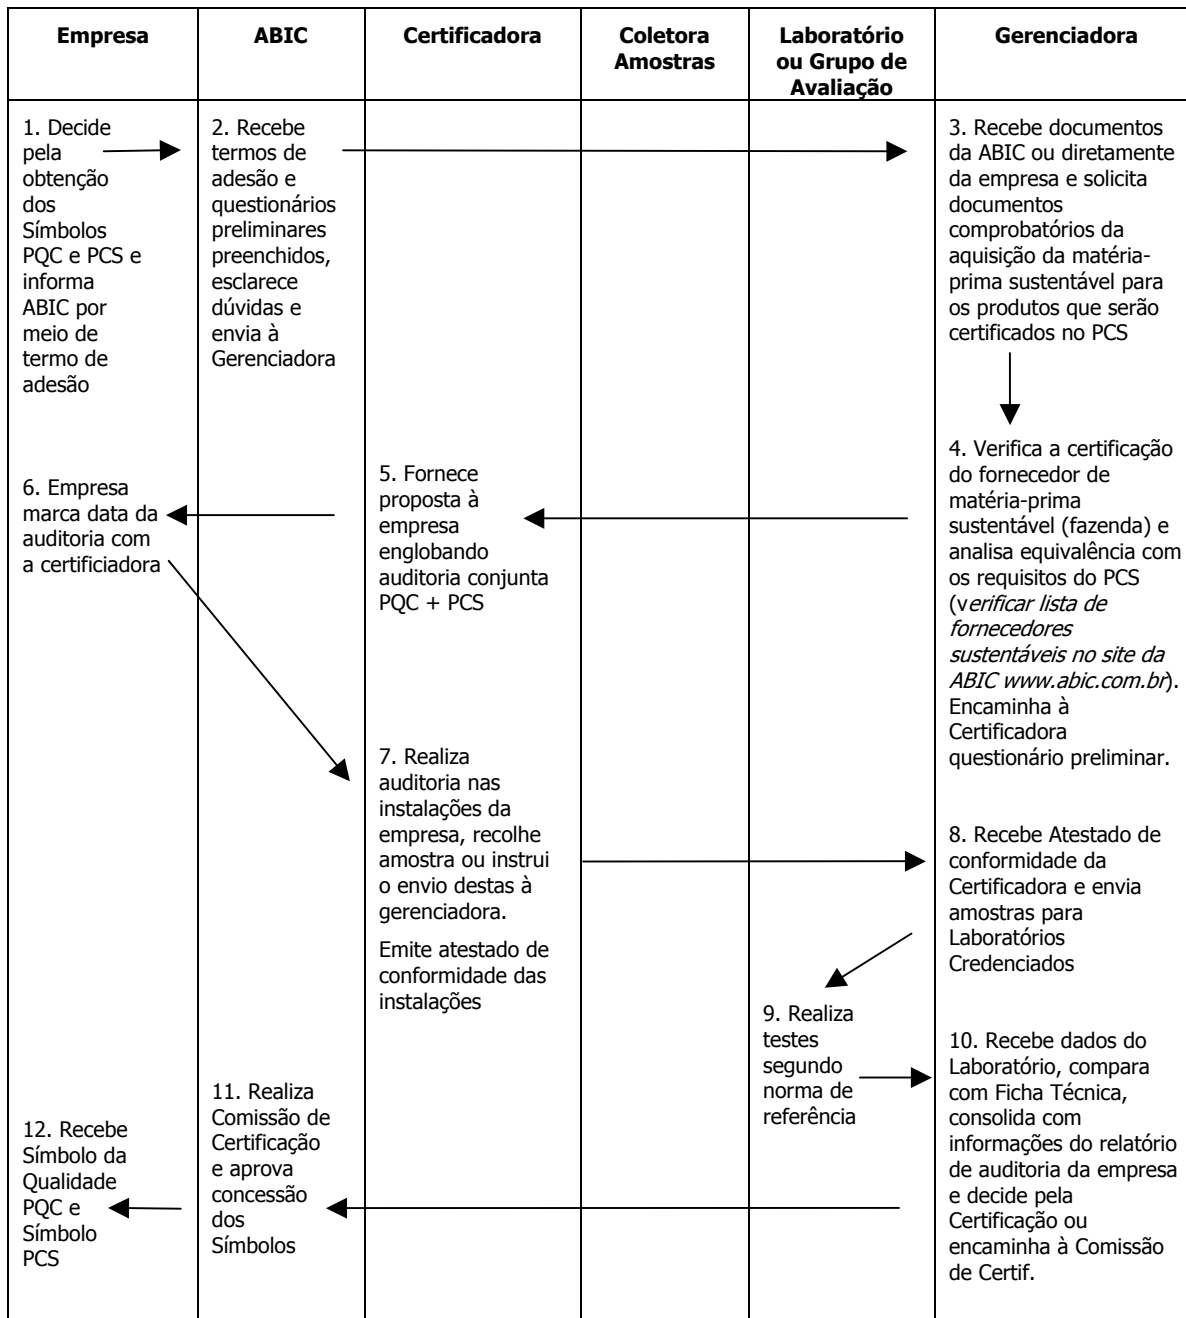 Empresa
ABIC
Certificadora
Coletora
Amostras
Laboratório
ou Grupo de
Avaliação
Gerenciadora
1. Decide
pela
obtenção
dos
Símbolos
PQC e PCS e
informa
ABIC por
meio de
termo de
adesão
2. Recebe
termos de
adesão e
questionários
preliminares
preenchidos,
esclarece
dúvidas e
envia à
Gerenciadora
3. Recebe documentos
da ABIC ou diretamente
da empresa e solicita
documentos
comprobatórios da
aquisição da matéria-
prima sustentável para
os produtos que serão
certificados no PCS
4. Verifica a certificação
do fornecedor de
matéria-prima
sustentável (fazenda) e
analisa equivalência com
os requisitos do PCS
(verificar lista de
fornecedores
sustentáveis no site da
ABIC www.abic.com.br).
Encaminha à
Certificadora
questionário preliminar.
5. Fornece
proposta à
empresa
englobando
auditoria conjunta
PQC + PCS
6. Empresa
marca data da
auditoria com
a certificiadora
7. Realiza
auditoria nas
instalações da
empresa, recolhe
amostra ou instrui
o envio destas à
gerenciadora.
Emite atestado de
conformidade das
instalações
8. Recebe Atestado de
conformidade da
Certificadora e envia
amostras para
Laboratórios
Credenciados
9. Realiza
testes
segundo
norma de
referência
10. Recebe dados do
Laboratório, compara
com Ficha Técnica,
consolida com
informações do relatório
de auditoria da empresa
e decide pela
Certificação ou
encaminha à Comissão
de Certif.
11. Realiza
Comissão de
Certificação
e aprova
concessão
dos
Símbolos
12. Recebe
Símbolo da
Qualidade
PQC e
Símbolo
PCS